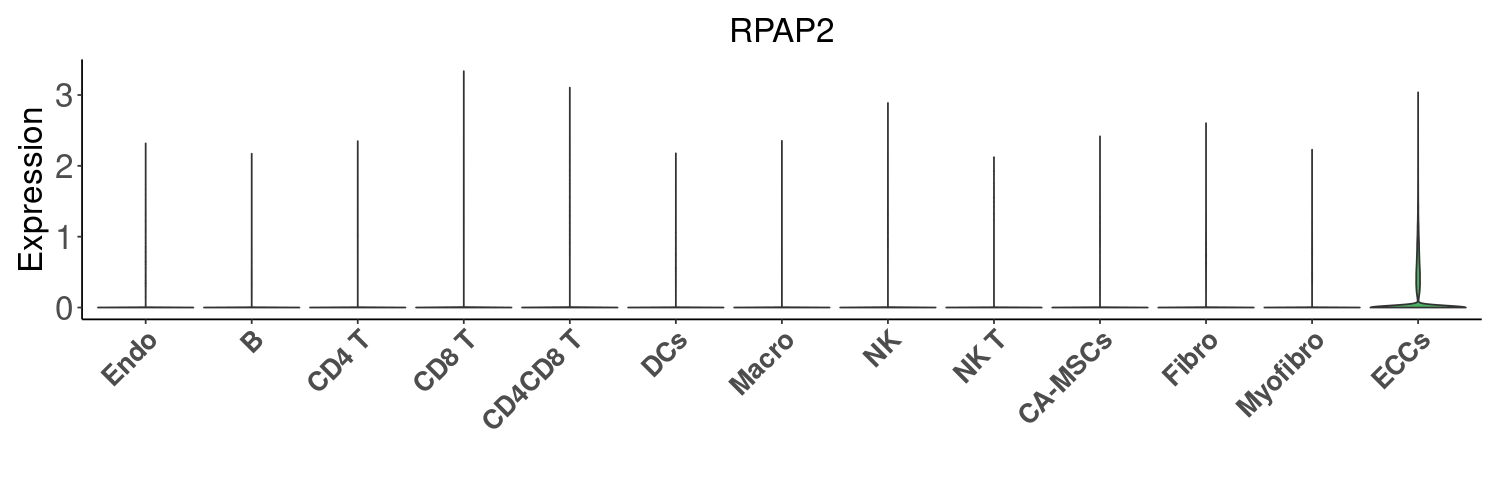 RPAP2
Expression
3
2
1
0
Endo
B
CD4 T
CD8 T
CD4CD8 T
DCs
Macro
NK
NK T
CA-MSCs
Fibro
Myofibro
ECCs